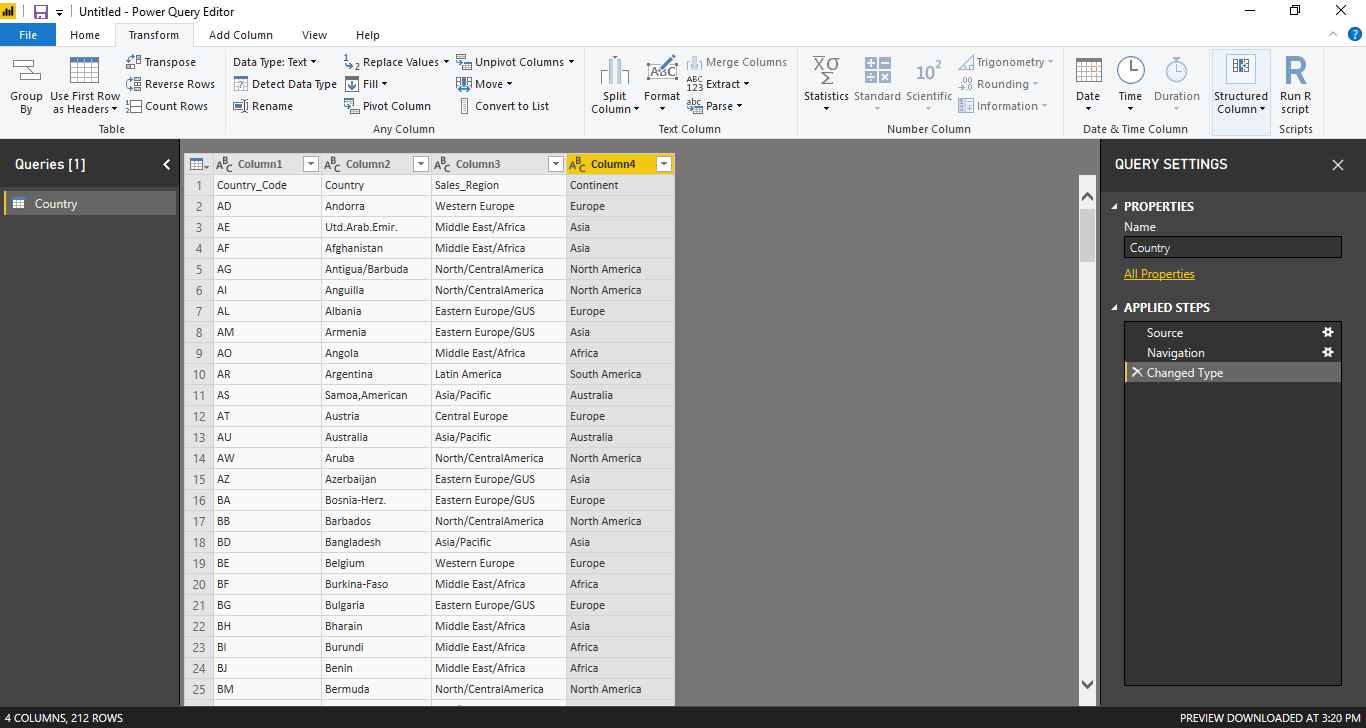 Untitled - Power Query Editor
File Home Transform Add Column View Help
Group By
Use First Row as Headers
Transpose
Reverse Rows
Count Rows
Table
Data Type: Text
Detect Data Type
Rename
Replace Values
Fill
Pivot Column
Unpivot Columns
Move
Convert to List
Any Column
Split Column
Format
Merge Columns
Extract
Parse
Text Column
Statistics
Standard
Scientific
Trigonometry
Rounding
Information
Number Column
Date
Time
Duration
Date & Time Column
Structured Column
Run R script
Scripts
Queries [1]
Country
Column1 Column2 Column3 Column4
1 Country_Code Country Sales_Region Continent
2 AD Andorra Western Europe Europe
3 AE Utd.Arab.Emir. Middle East/Africa Asia
4 AF Afghanistan Middle East/Africa Asia
5 AG Antigua/Barbuda North/CentralAmerica North America
6 AI Anguilla North/CentralAmerica North America
7 AL Albania Eastern Europe/GUS Europe
8 AM Armenia Eastern Europe/GUS Asia
9 AO Angola Middle East/Africa Africa
10 AR Argentina Latin America South America
11 AS Samoa,American Asia/Pacific Australia
12 AT Austria Central Europe Europe
13 AU Australia Asia/Pacific Australia
14 AW Aruba North/CentralAmerica North America
15 AZ Azerbaijan Eastern Europe/GUS Asia
16 BA Bosnia-Herz. Eastern Europe/GUS Europe
17 BB Barbados North/CentralAmerica North America
18 BD Bangladesh Asia/Pacific Asia
19 BE Belgium Western Europe Europe
20 BF Burkina-Faso Middle East/Africa Africa
21 BG Bulgaria Eastern Europe/GUS Europe
22 BH Bharain Middle East/Africa Asia
23 BI Burundi Middle East/Africa Africa
24 BJ Benin Middle East/Africa Africa
25 BM Bermuda North/CentralAmerica North America
QUERY SETTINGS
PROPERTIES
Name
Country
All Properties
APPLIED STEPS
Source
Navigation
Changed Type
4 COLUMNS, 212 ROWS
PREVIEW DOWNLOADED AT 3:20 PM